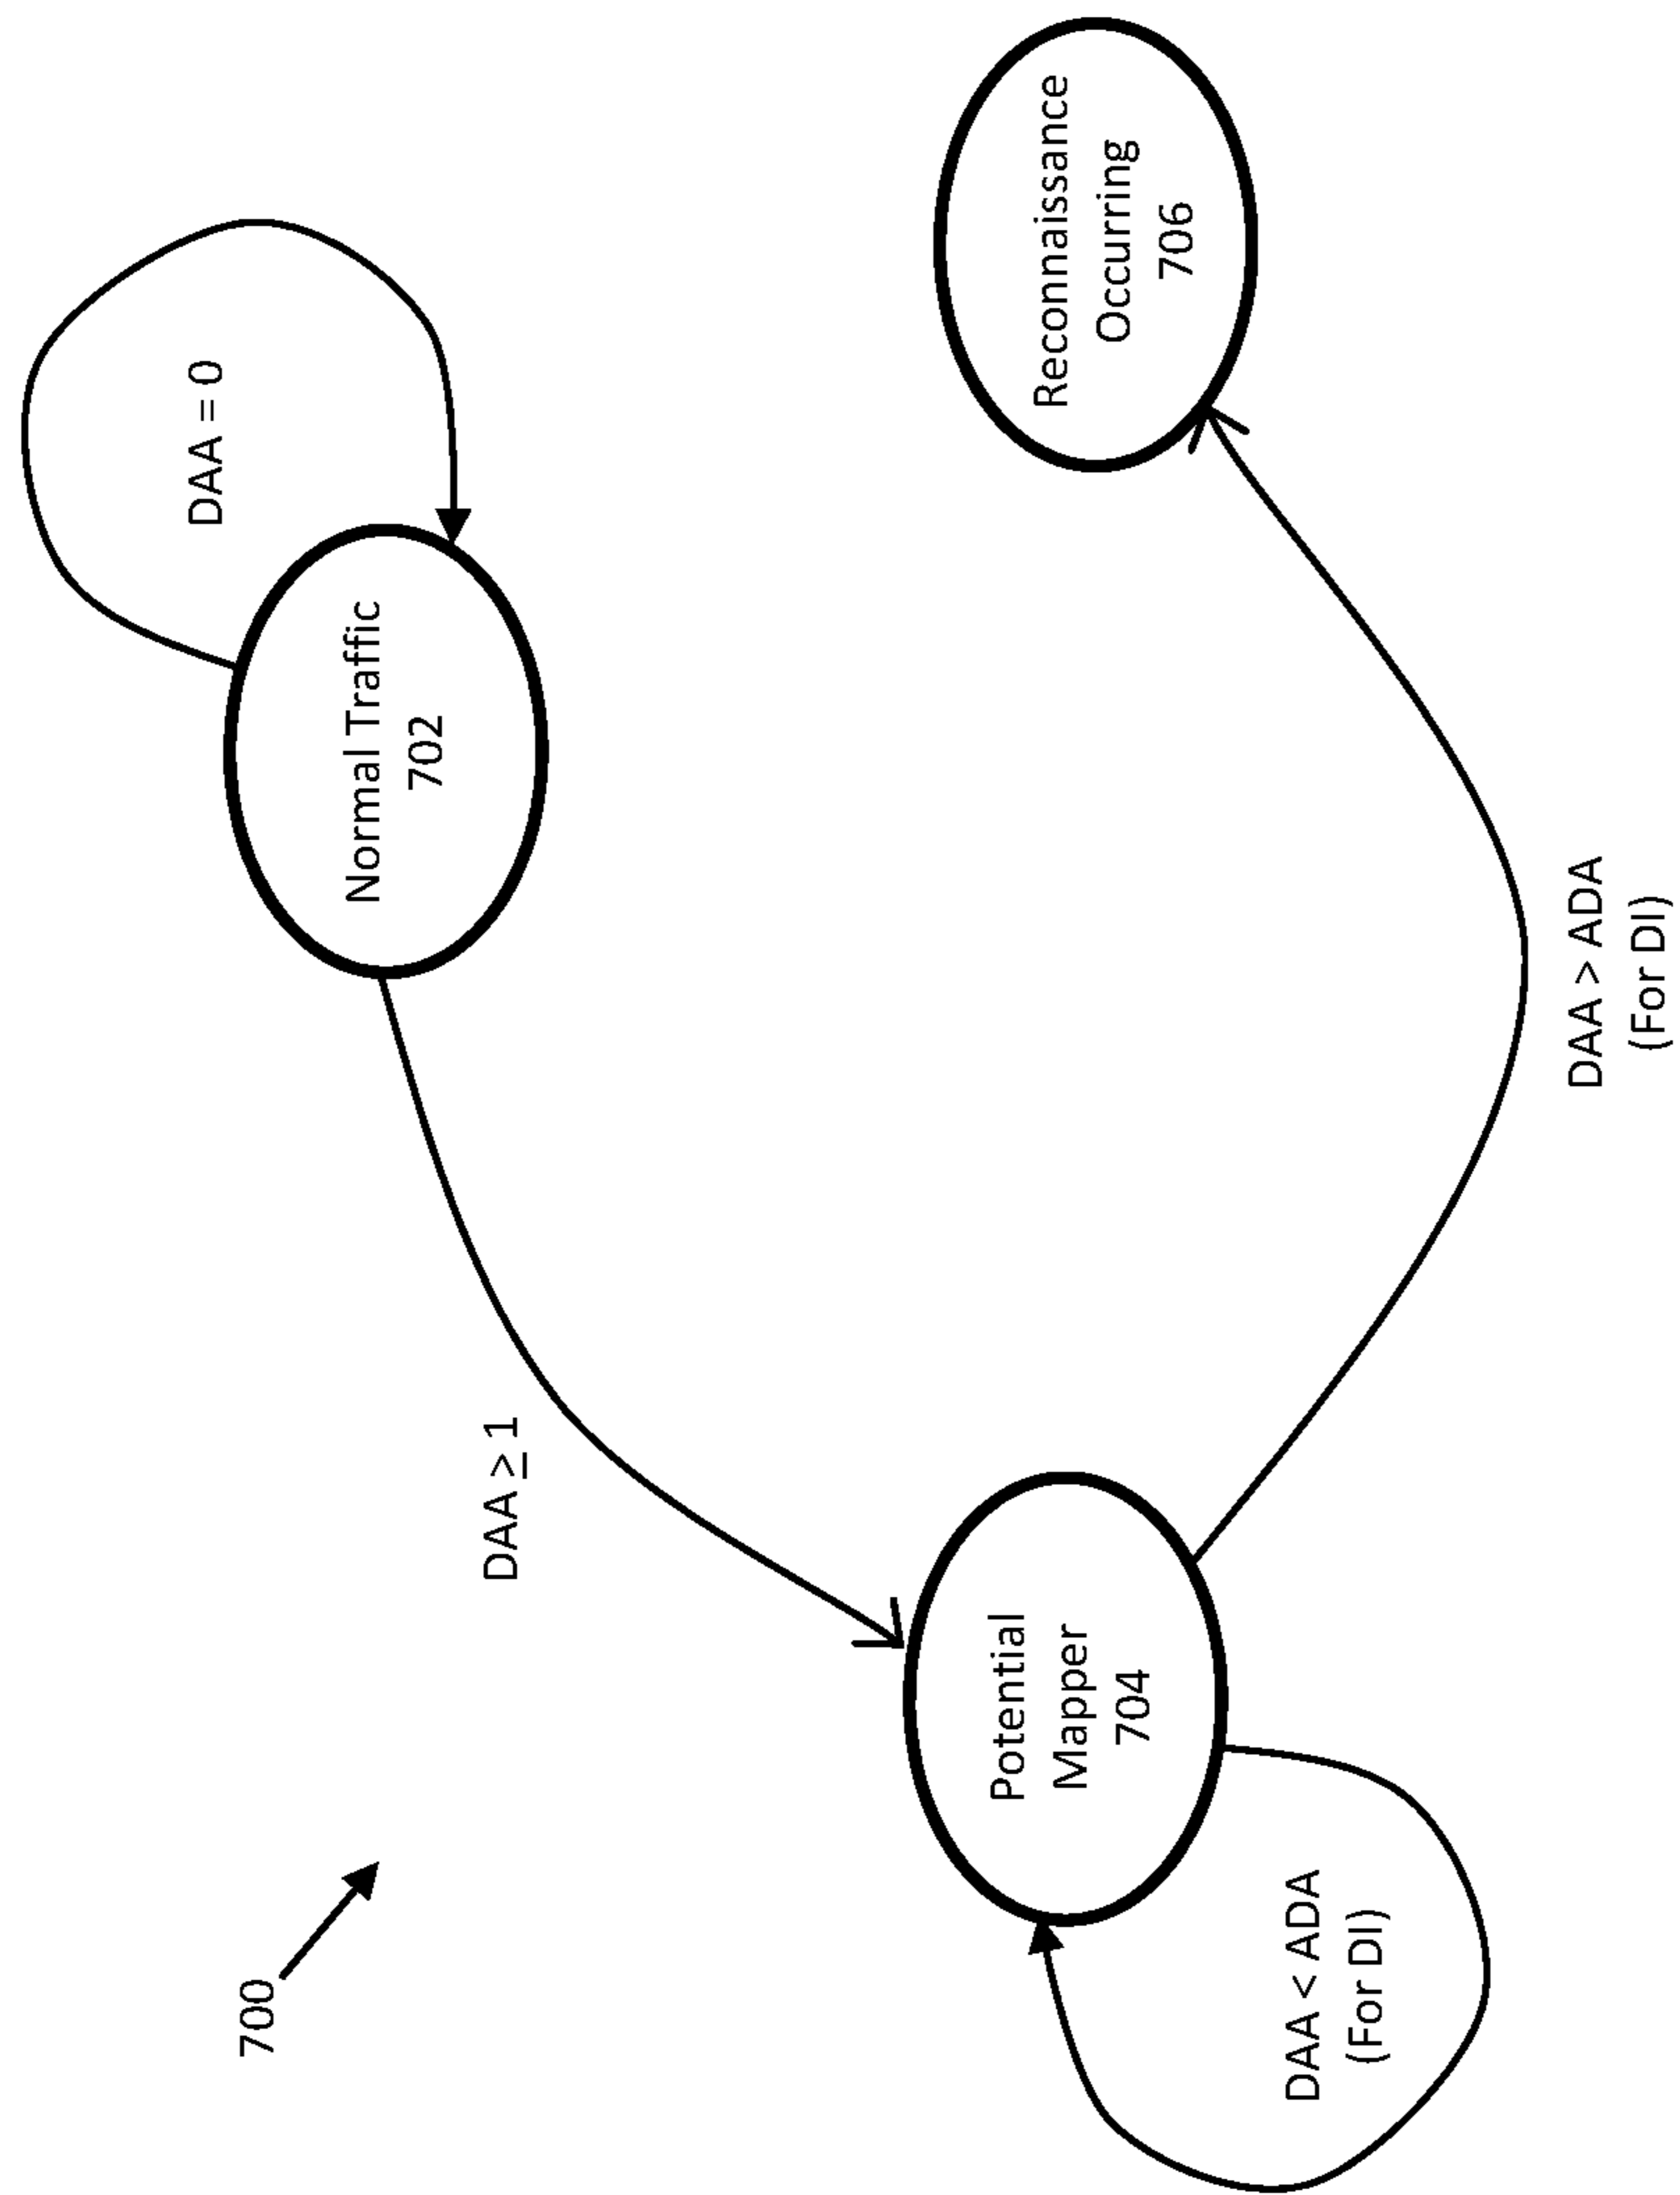 700
DAA ≥ 1
Normal Traffic
702
DAA = 0
Potential
Mapper
704
DAA < ADA
(For DI)
DAA > ADA
(For DI)
Reconnaissance
Occurring
706